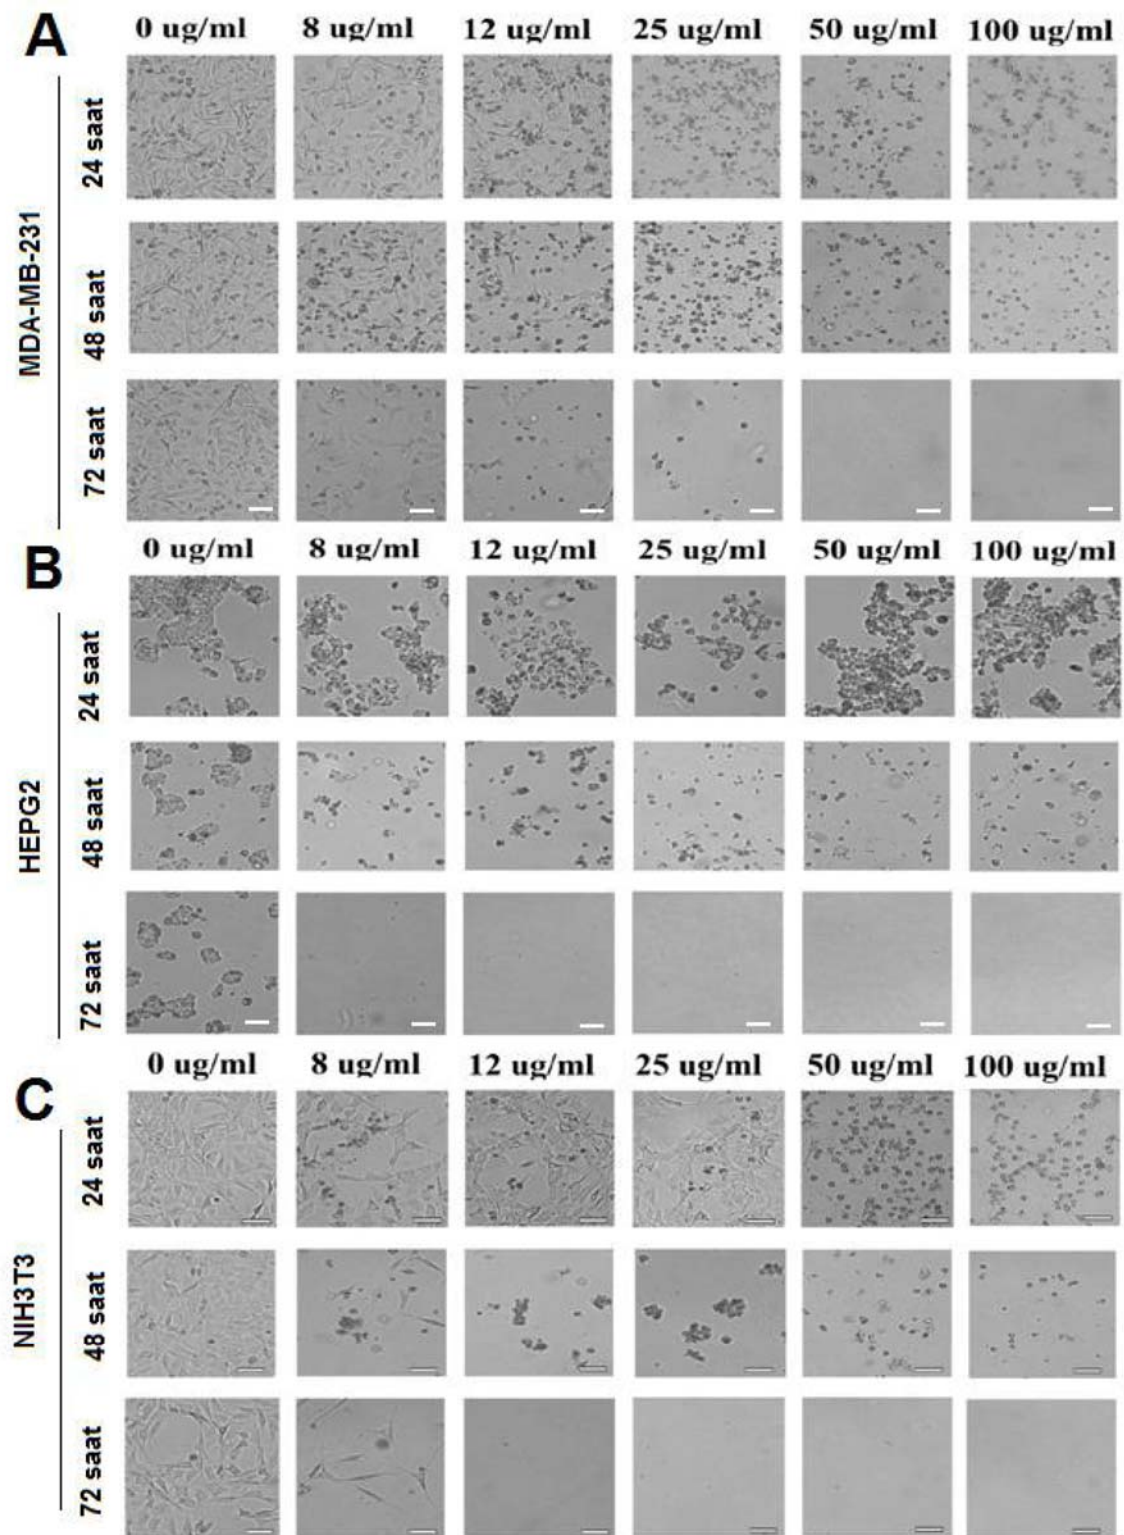 A
0 ug/ml 8 ug/ml 12 ug/ml 25 ug/ml 50 ug/ml 100 ug/ml
MDA-MB-231
24 saat
48 saat
72 saat
B
0 ug/ml 8 ug/ml 12 ug/ml 25 ug/ml 50 ug/ml 100 ug/ml
HEPG2
24 saat
48 saat
72 saat
C
0 ug/ml 8 ug/ml 12 ug/ml 25 ug/ml 50 ug/ml 100 ug/ml
NIH3T3
24 saat
48 saat
72 saat